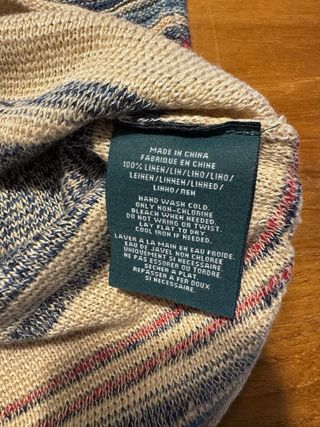 MADE IN CHINA
FABRIQUE EN CHINE
100% LINEN/LIN/LINO/LINO/
LEINEN/LINNEN/LINNED/
LINHO/ЛЕН
HAND WASH COLD.
ONLY NON-CHLORINE
BLEACH WHEN NEEDED.
DO NOT WRING OR TWIST.
LAY FLAT TO DRY.
COOL IRON IF NEEDED.
LAVER A LA MAIN EN EAU FROIDE.
EAU DE JAVEL NON CHLOREE
UNIQUEMENT SI NECESSAIRE.
NE PAS ESSORER OU TORDRE.
SECHER A PLAT
REPASSER A FER DOUX
SI NECESSAIRE.